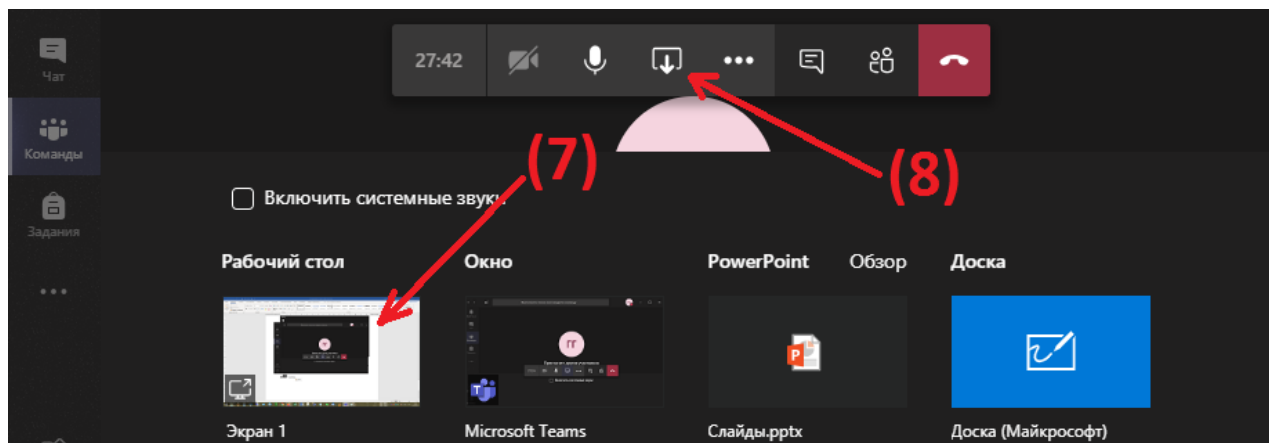 27:42
Чат
Команды
(7)
(8)
Включить системные звуки
Задания
Рабочий стол
Окно
PowerPoint
Обзор
Доска
Экран 1
Microsoft Teams
Слайды.pptx
Доска (Майкрософт)